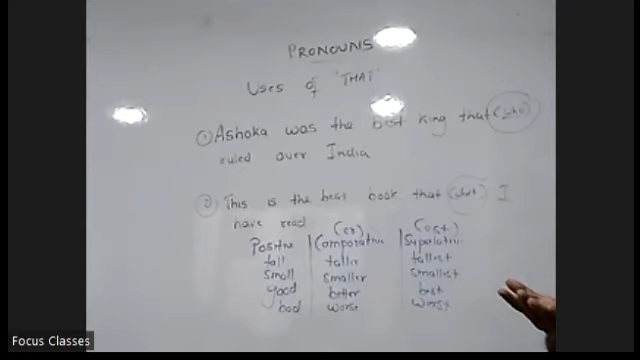 PRONOUNS
Uses of "THAT"
① Ashoka was the best king that (who)
ruled over India
② This is the best book that I
have read
(er) (est)
Positive Comparative Superlative
tall taller tallest
small smaller smallest
good better best
bad worse worst
Focus Classes